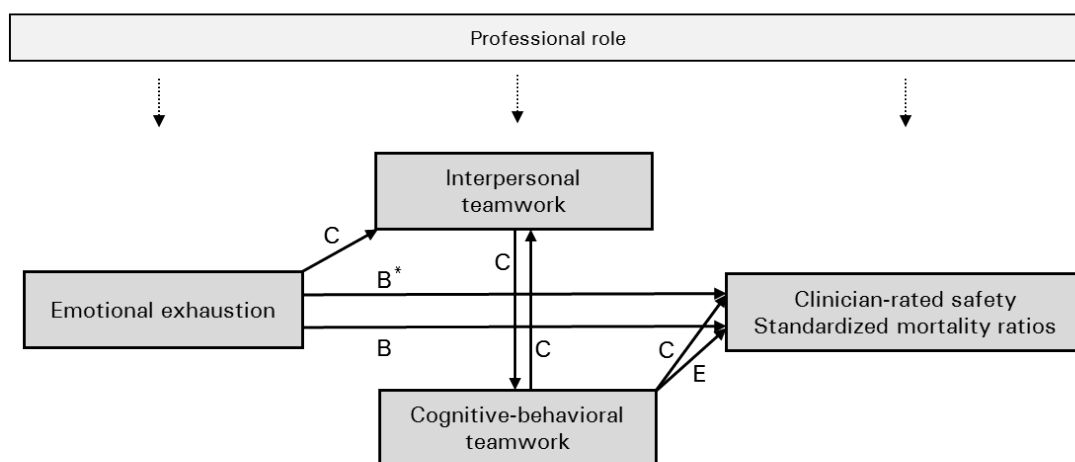 Professional role
Interpersonal
teamwork
C
C
B*
Emotional exhaustion
Clinician-rated safety
Standardized mortality ratios
B
C
C
E
Cognitive-behavioral
teamwork